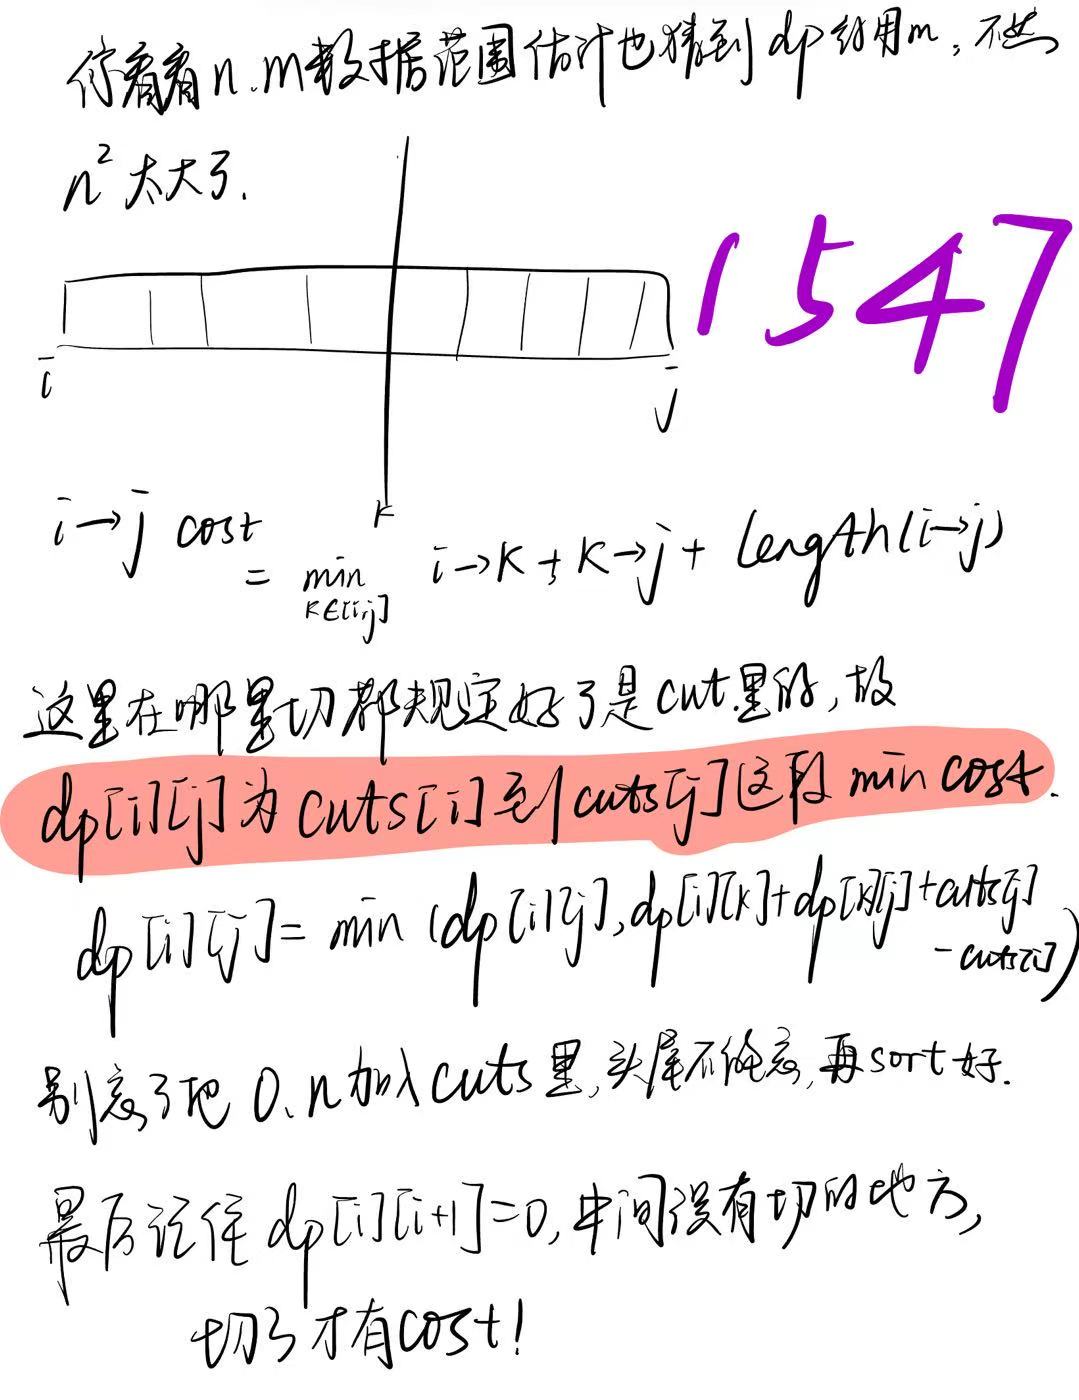 你看看n、m数据范围估计也猜到dp绝用m,不然
n²太大了.
1547
i
j
k
i→j cost
= min i→k + k→j + length(i→j)
k∈[i,j]
这里在哪里切都规定好了是cut里的,故
dp[i][j]为cuts[i]到cuts[j]这段min cost.
dp[i][j]=min(dp[i][j],dp[i][k]+dp[k][j]+cuts[j]
-cuts[i])
别忘了把0、n加入cuts里,头尾不能忘,再sort好.
最后记住dp[i][i+1]=0,中间没有切的地方,
切了才有cost!